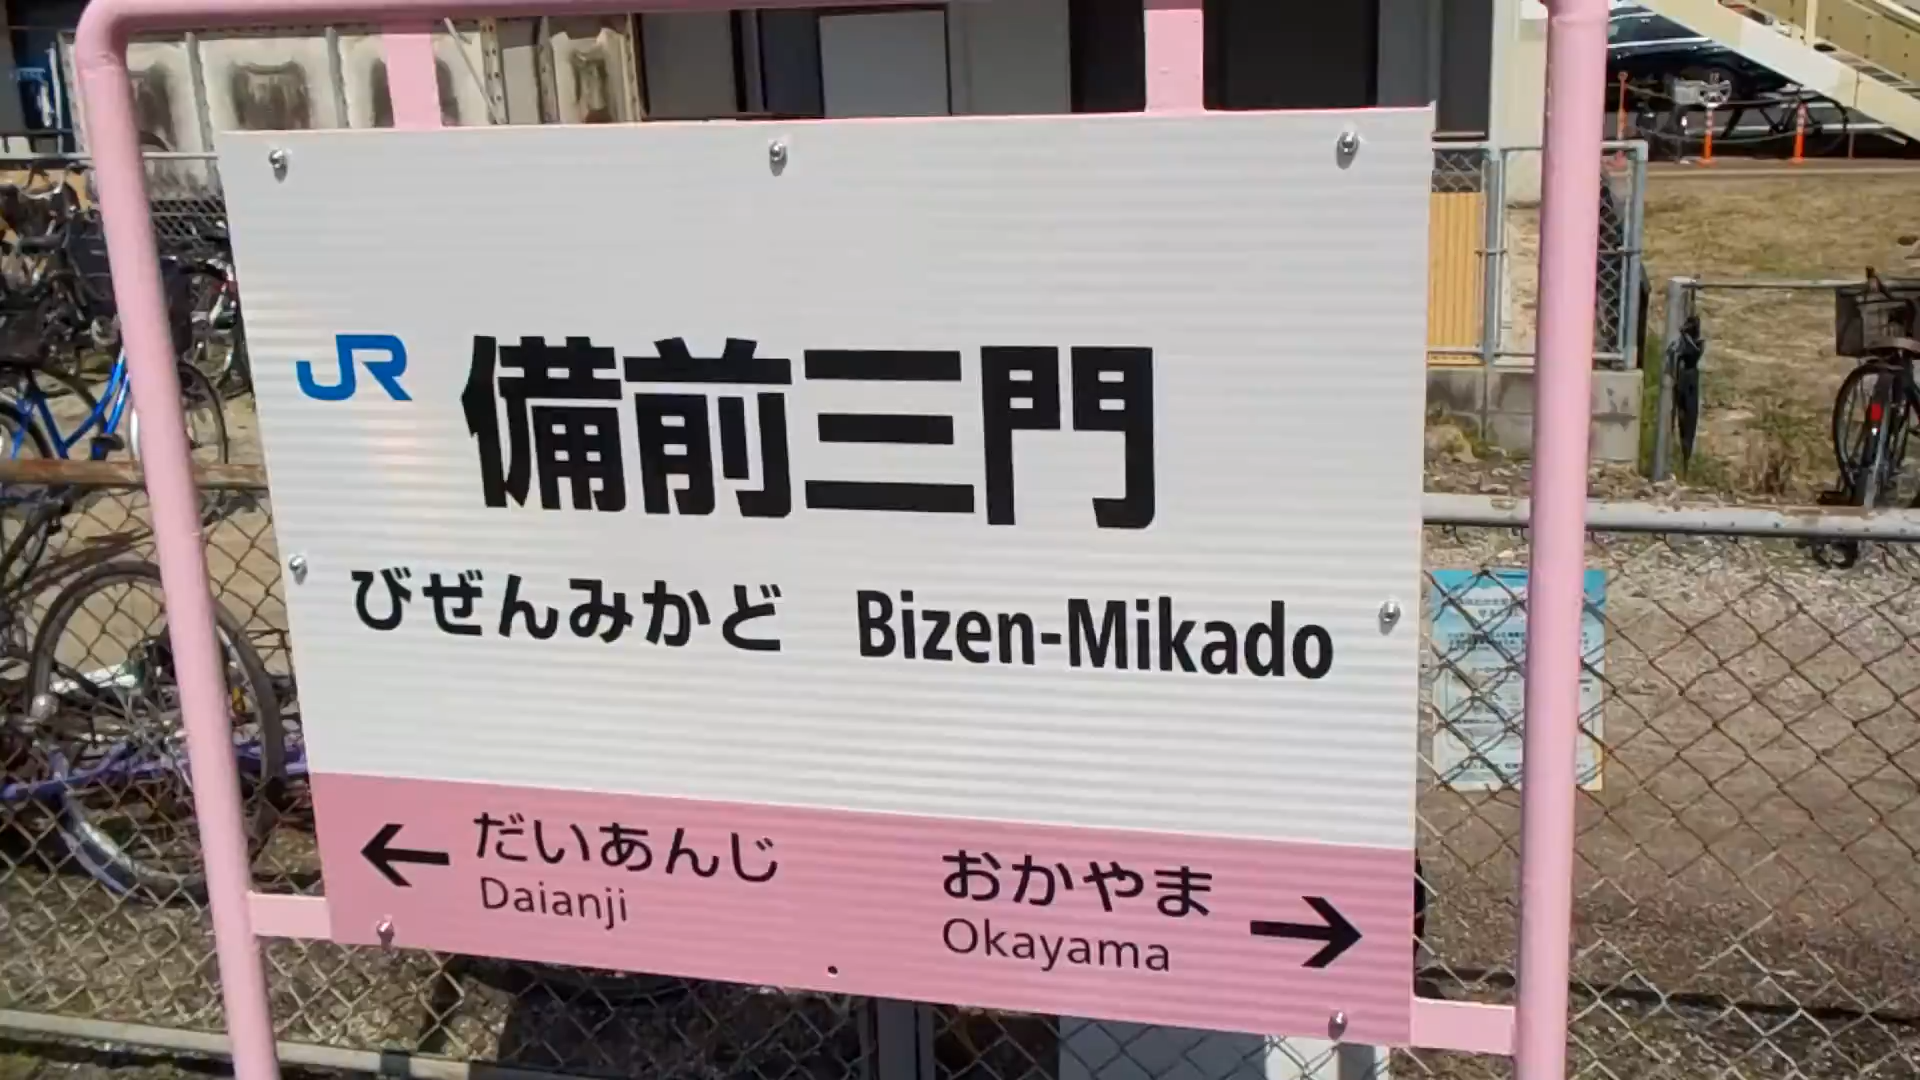 JR 備前三門
びぜんみかど Bizen-Mikado
← だいあんじ
Daianji
おかやま →
Okayama